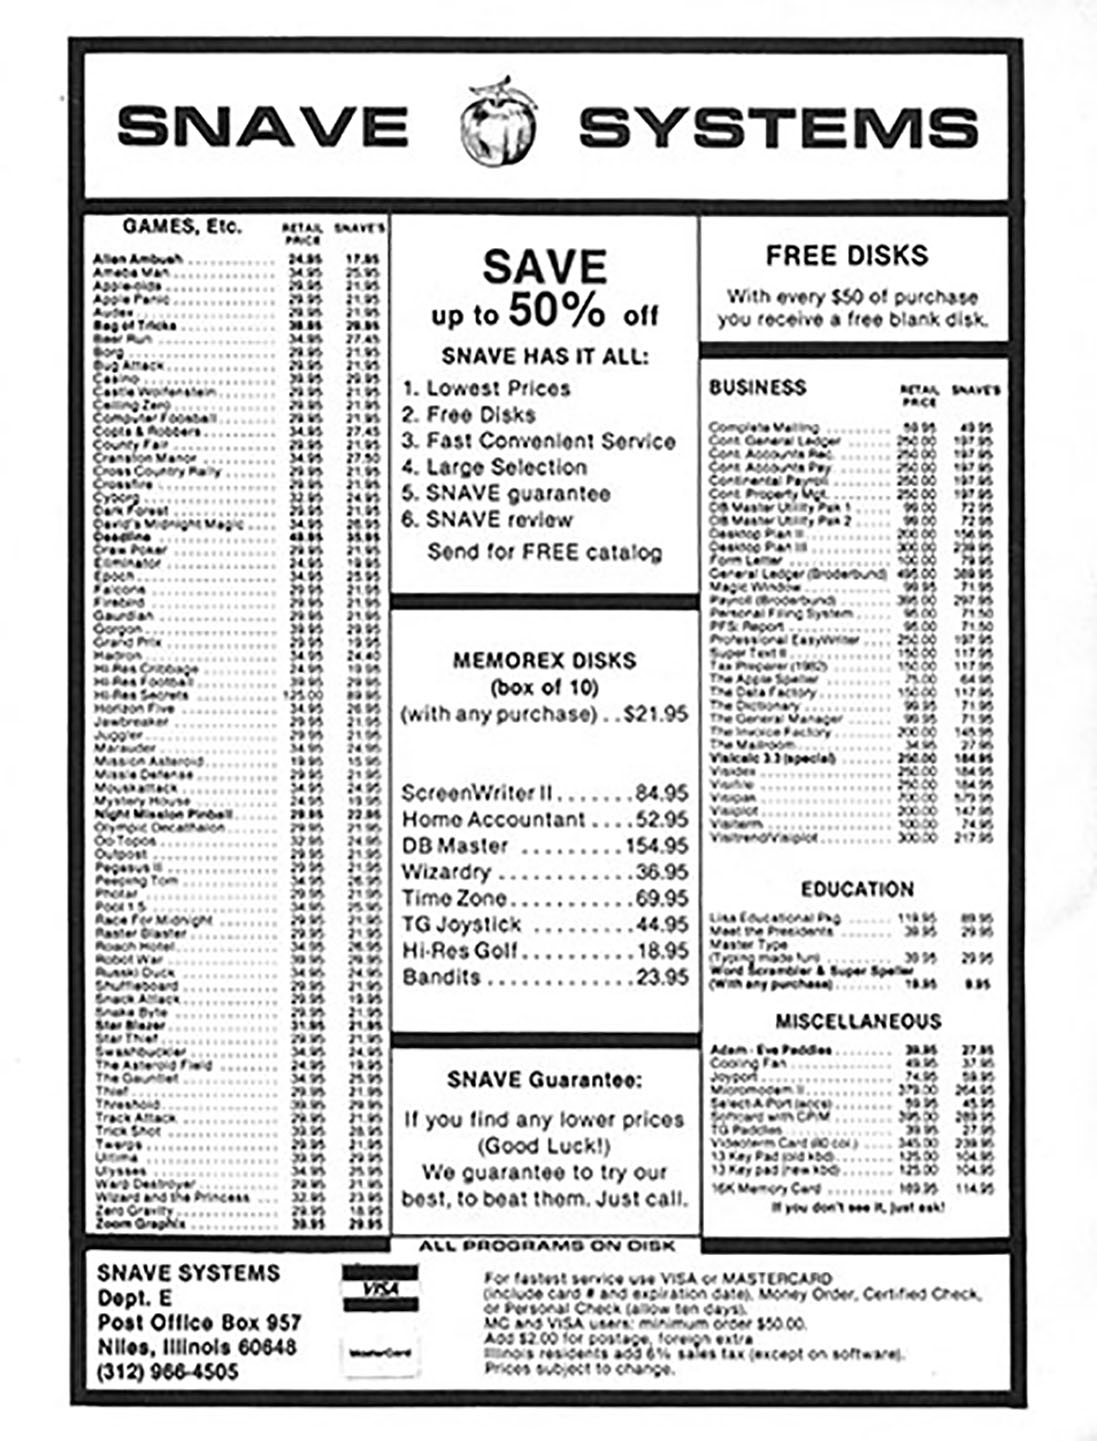 SNAVE SYSTEMS
GAMES, Etc. RETAIL PRICE SNAVE'S
Alien Ambush 24.95 17.95
Ameba Man 34.95 25.95
Apple-oids 29.95 21.95
Apple Panic 29.95 21.95
Audex 29.95 21.95
Bag of Tricks 39.95 29.95
Beer Run 34.95 27.45
Borg 29.95 21.95
Bug Attack 29.95 21.95
Casino 39.95 29.95
Castle Wolfenstein 29.95 21.95
Ceiling Zero 29.95 21.95
Computer Foosball 29.95 21.95
Copts & Robbers 34.95 27.45
County Fair 29.95 21.95
Cranston Manor 34.95 27.50
Cross Country Rally 29.95 21.95
Crossfire 29.95 21.95
Cyborg 32.95 24.95
Dark Forest 29.95 21.95
David's Midnight Magic 34.95 26.95
Deadline 49.95 35.95
Draw Poker 29.95 21.95
Eliminator 24.95 19.95
Epoch 34.95 25.95
Falcons 29.95 21.95
Firebird 29.95 21.95
Gaurdian 29.95 21.95
Gorgon 39.95 29.95
Grand Prix 29.95 19.95
Hadron 34.95 24.40
Hi-Res Cribbage 24.95 19.95
Hi-Res Football 39.95 29.95
Hi-Res Secrets 125.00 89.95
Horizon Five 34.95 26.95
Jawbreaker 29.95 21.95
Juggler 29.95 21.95
Marauder 34.95 24.95
Mission Asteroid 19.95 15.95
Missle Defense 29.95 21.95
Mouskattack 34.95 24.95
Mystery House 24.95 19.95
Night Mission Pinball 29.95 22.95
Olympic Decathalon 29.95 21.95
Oo-Topos 32.95 24.95
Outpost 29.95 21.95
Pegasus II 29.95 21.95
Peeping Tom 34.95 26.95
Photar 29.95 21.95
Pool 1.5 34.95 25.95
Race For Midnight 29.95 21.95
Raster Blaster 29.95 21.95
Roach Hotel 34.95 26.95
Robot War 39.95 29.95
Russki Duck 34.95 24.95
Shuffleboard 29.95 21.95
Snack Attack 29.95 19.95
Snake Byte 29.95 21.95
Star Blazer 31.95 21.95
Star Thief 29.95 21.95
Swashbuckler 34.95 24.95
The Asteroid Field 24.95 19.95
The Gauntlet 34.95 25.95
Thief 29.95 21.95
Threshold 39.95 29.95
Track Attack 29.95 21.95
Trick Shot 39.95 28.95
Twerps 29.95 21.95
Ultima 39.95 29.95
Ulysses 34.95 25.95
Warp Destroyer 29.95 21.95
Wizard and the Princess 32.95 23.95
Zero Gravity 29.95 18.95
Zoom Graphix 39.95 29.95
SAVE
up to 50% off
SNAVE HAS IT ALL:
1. Lowest Prices
2. Free Disks
3. Fast Convenient Service
4. Large Selection
5. SNAVE guarantee
6. SNAVE review
Send for FREE catalog
MEMOREX DISKS
(box of 10)
(with any purchase) .. $21.95
ScreenWriter II ....... 84.95
Home Accountant .... 52.95
DB Master ......... 154.95
Wizardry ........... 36.95
Time Zone .......... 69.95
TG Joystick ......... 44.95
Hi-Res Golf ......... 18.95
Bandits ............ 23.95
SNAVE Guarantee:
If you find any lower prices
(Good Luck!)
We guarantee to try our
best, to beat them. Just call.
ALL PROGRAMS ON DISK
FREE DISKS
With every $50 of purchase
you receive a free blank disk.
BUSINESS RETAIL PRICE SNAVE'S
Complete Mailing 59.95 49.95
Cont. General Ledger 250.00 197.95
Cont. Accounts Rec. 250.00 197.95
Cont. Accounts Pay. 250.00 197.95
Continental Payroll 250.00 197.95
Cont. Property Mgt. 250.00 197.95
DB Master Utility Pak 1 99.00 72.95
DB Master Utility Pak 2 99.00 72.95
Desktop Plan II 200.00 156.95
Desktop Plan III 300.00 239.95
Form Letter 100.00 79.95
General Ledger (Broderbund) 495.00 369.95
Magic Window 99.95 71.95
Payroll (Broderbund) 395.00 297.95
Personal Filing System 95.00 71.50
PFS: Report 95.00 71.50
Professional EasyWriter 250.00 197.95
Super Text II 150.00 117.95
Tax Preparer (1982) 150.00 117.95
The Apple Speller 75.00 64.95
The Data Factory 150.00 117.95
The Dictionary 99.95 71.95
The General Manager 99.95 71.95
The Invoice Factory 200.00 145.95
The Mailroom 34.95 27.95
Visicalc 3.3 (special) 250.00 184.95
Visidex 250.00 184.95
Visifile 250.00 184.95
Visipak 700.00 579.95
Visiplot 200.00 147.95
Visiterm 100.00 74.95
Visitrend/Visiplot 300.00 217.95
EDUCATION
Lisa Educational Pkg. 119.95 89.95
Meet the Presidents 39.95 29.95
Master Type
(Typing made fun) 39.95 29.95
Word Scrambler & Super Speller
(With any purchase) 19.95 9.95
MISCELLANEOUS
Adam - Eve Paddles 39.95 27.95
Cooling Fan 49.95 37.95
Joyport 74.95 59.95
Micromodem II 379.00 264.95
Select-A-Port (accs) 59.95 45.95
Softcard with CP/M 395.00 289.95
TG Paddles 39.95 27.95
Videoterm Card (80 col.) 345.00 239.95
13 Key Pad (old kbd) 125.00 104.95
13 Key pad (new kbd) 125.00 104.95
16K Memory Card 169.95 114.95
If you don't see it, just ask!
SNAVE SYSTEMS
Dept. E
Post Office Box 957
Niles, Illinois 60648
(312) 966-4505
VISA
MasterCard
For fastest service use VISA or MASTERCARD
(include card # and expiration date), Money Order, Certified Check,
or Personal Check (allow ten days).
MC and VISA users: minimum order $50.00.
Add $2.00 for postage, foreign extra
Illinois residents add 6¼ sales tax (except on software).
Prices subject to change.